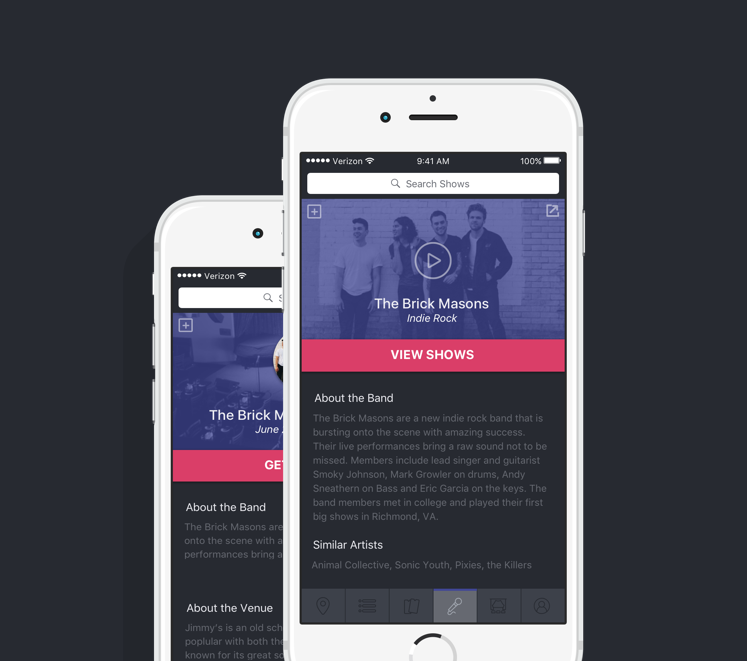 Verizon
9:41 AM
100%
Search Shows
The Brick Masons
Indie Rock
VIEW SHOWS
About the Band
The Brick Masons are a new indie rock band that is
bursting onto the scene with amazing success.
Their live performances bring a raw sound not to be
missed. Members include lead singer and guitarist
Smoky Johnson, Mark Growler on drums, Andy
Sneathern on Bass and Eric Garcia on the keys. The
band members met in college and played their first
big shows in Richmond, VA.
Similar Artists
Animal Collective, Sonic Youth, Pixies, the Killers
Verizon
The Brick M
June
GE
About the Band
The Brick Masons are
onto the scene with a
performances bring a
About the Venue
Jimmy's is an old sch
poplular with both the
known for its great so